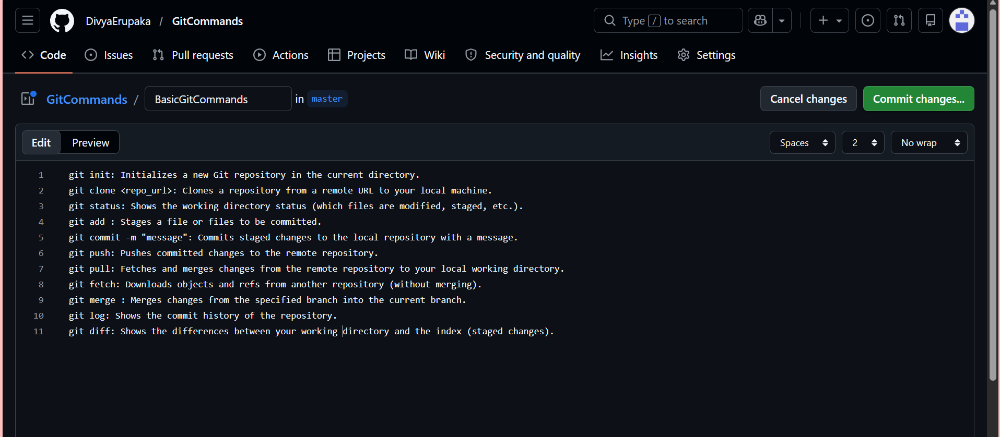 DivyaErupaka / GitCommands
Type / to search
Code
Issues
Pull requests
Actions
Projects
Wiki
Security and quality
Insights
Settings
GitCommands / BasicGitCommands in master
Cancel changes
Commit changes...
Edit
Preview
Spaces
2
No wrap
1 git init: Initializes a new Git repository in the current directory.
2 git clone <repo_url>: Clones a repository from a remote URL to your local machine.
3 git status: Shows the working directory status (which files are modified, staged, etc.).
4 git add : Stages a file or files to be committed.
5 git commit -m "message": Commits staged changes to the local repository with a message.
6 git push: Pushes committed changes to the remote repository.
7 git pull: Fetches and merges changes from the remote repository to your local working directory.
8 git fetch: Downloads objects and refs from another repository (without merging).
9 git merge : Merges changes from the specified branch into the current branch.
10 git log: Shows the commit history of the repository.
11 git diff: Shows the differences between your working directory and the index (staged changes).